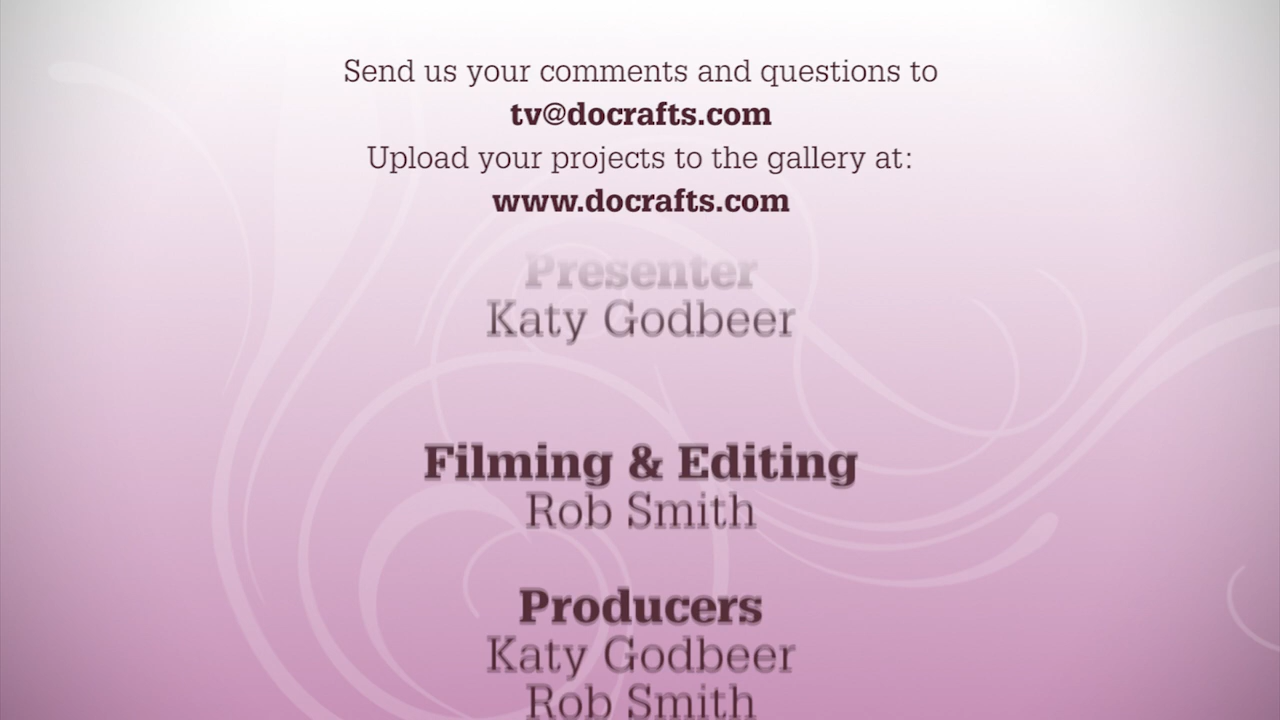 Send us your comments and questions to
tv@docrafts.com
Upload your projects to the gallery at:
www.docrafts.com
Presenter
Katy Godbeer
Filming & Editing
Rob Smith
Producers
Katy Godbeer
Rob Smith